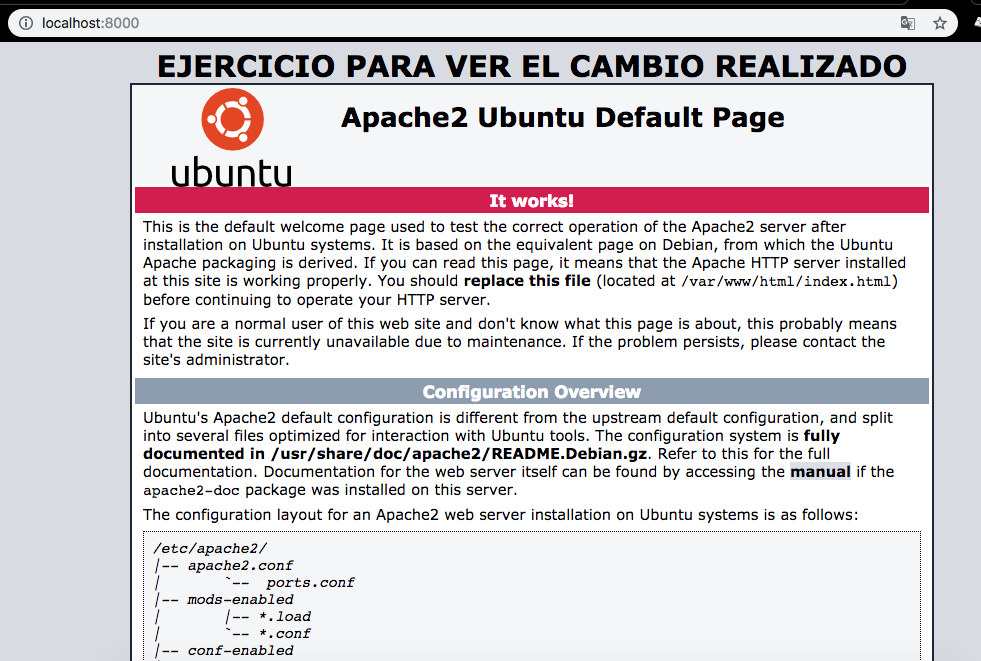 localhost:8000
EJERCICIO PARA VER EL CAMBIO REALIZADO
Apache2 Ubuntu Default Page
ubuntu
It works!
This is the default welcome page used to test the correct operation of the Apache2 server after
installation on Ubuntu systems. It is based on the equivalent page on Debian, from which the Ubuntu
Apache packaging is derived. If you can read this page, it means that the Apache HTTP server installed
at this site is working properly. You should replace this file (located at /var/www/html/index.html)
before continuing to operate your HTTP server.
If you are a normal user of this web site and don't know what this page is about, this probably means
that the site is currently unavailable due to maintenance. If the problem persists, please contact the
site's administrator.
Configuration Overview
Ubuntu's Apache2 default configuration is different from the upstream default configuration, and split
into several files optimized for interaction with Ubuntu tools. The configuration system is fully
documented in /usr/share/doc/apache2/README.Debian.gz. Refer to this for the full
documentation. Documentation for the web server itself can be found by accessing the manual if the
apache2-doc package was installed on this server.
The configuration layout for an Apache2 web server installation on Ubuntu systems is as follows:
/etc/apache2/
|-- apache2.conf
|       `--  ports.conf
|-- mods-enabled
|       |-- *.load
|       `-- *.conf
|-- conf-enabled